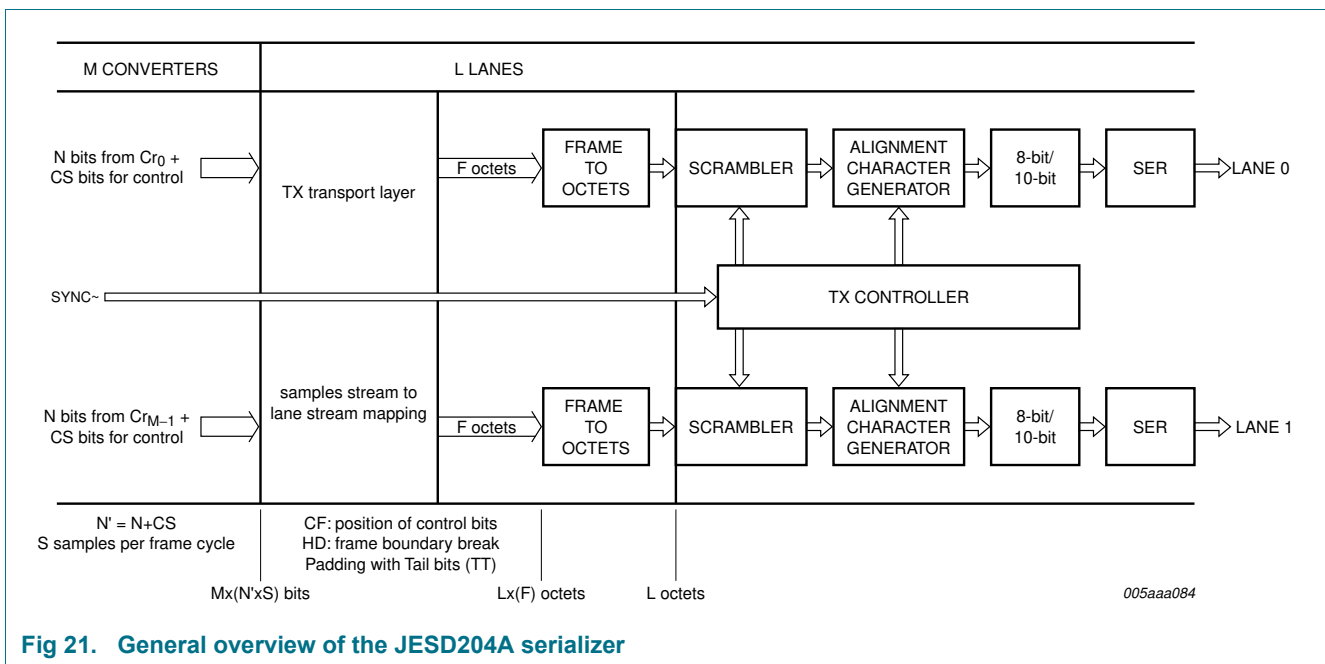 M CONVERTERS
L LANES
N bits from Cr0 +
CS bits for control
TX transport layer
F octets
FRAME
TO
OCTETS
SCRAMBLER
ALIGNMENT
CHARACTER
GENERATOR
8-bit/
10-bit
SER
LANE 0
SYNC~
TX CONTROLLER
N bits from CrM−1 +
CS bits for control
samples stream to
lane stream mapping
F octets
FRAME
TO
OCTETS
SCRAMBLER
ALIGNMENT
CHARACTER
GENERATOR
8-bit/
10-bit
SER
LANE 1
N' = N+CS
S samples per frame cycle
CF: position of control bits
HD: frame boundary break
Padding with Tail bits (TT)
Mx(N'xS) bits
Lx(F) octets
L octets
005aaa084
Fig 21. General overview of the JESD204A serializer